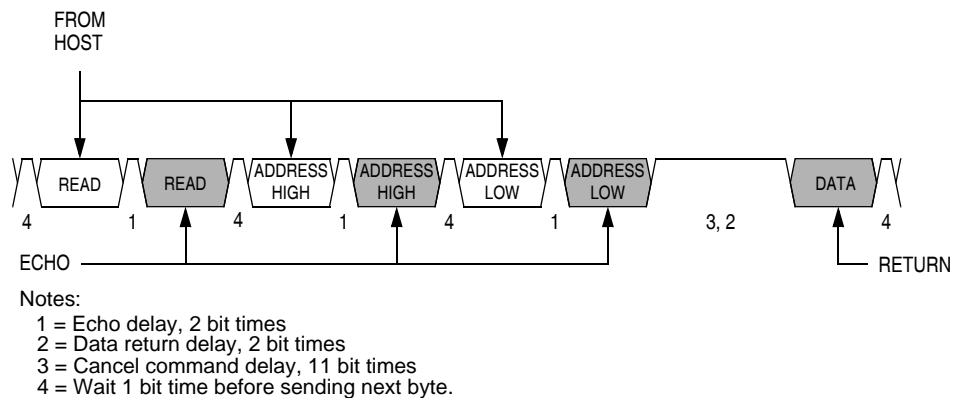 FROM
HOST
READ
READ
ADDRESS
HIGH
ADDRESS
HIGH
ADDRESS
LOW
ADDRESS
LOW
DATA
4
1
4
1
4
1
3, 2
4
ECHO
RETURN
Notes:
1 = Echo delay, 2 bit times
2 = Data return delay, 2 bit times
3 = Cancel command delay, 11 bit times
4 = Wait 1 bit time before sending next byte.